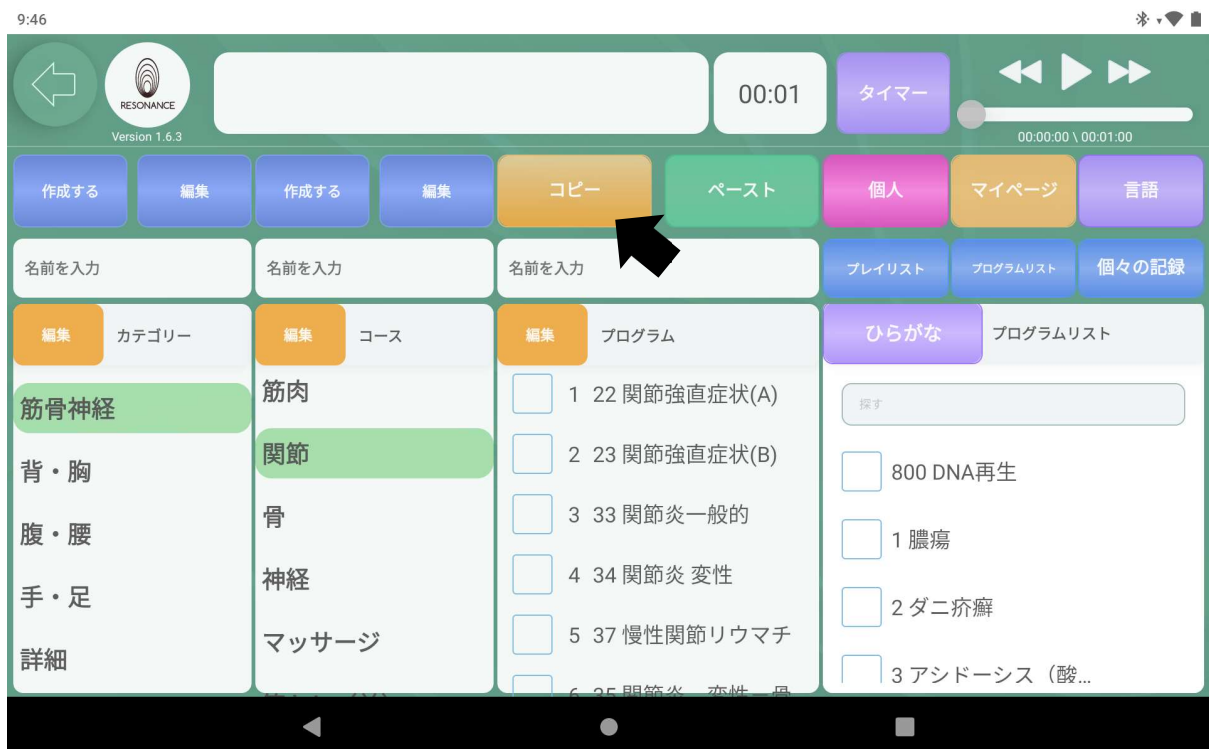 9:46
RESONANCE
Version 1.6.3
00:01
タイマー
00:00:00 \ 00:01:00
作成する
編集
作成する
編集
コピー
ペースト
個人
マイページ
言語
名前を入力
名前を入力
名前を入力
プレイリスト
プログラムリスト
個々の記録
編集
カテゴリー
編集
コース
編集
プログラム
ひらがな
プログラムリスト
筋骨神経
背・胸
腹・腰
手・足
詳細
筋肉
関節
骨
神経
マッサージ
1 22 関節強直症状(A)
2 23 関節強直症状(B)
3 33 関節炎一般的
4 34 関節炎 変性
5 37 慢性関節リウマチ
6 35 関節炎
探す
800 DNA再生
1 膿瘍
2 ダニ疥癬
3 アシドーシス（酸...